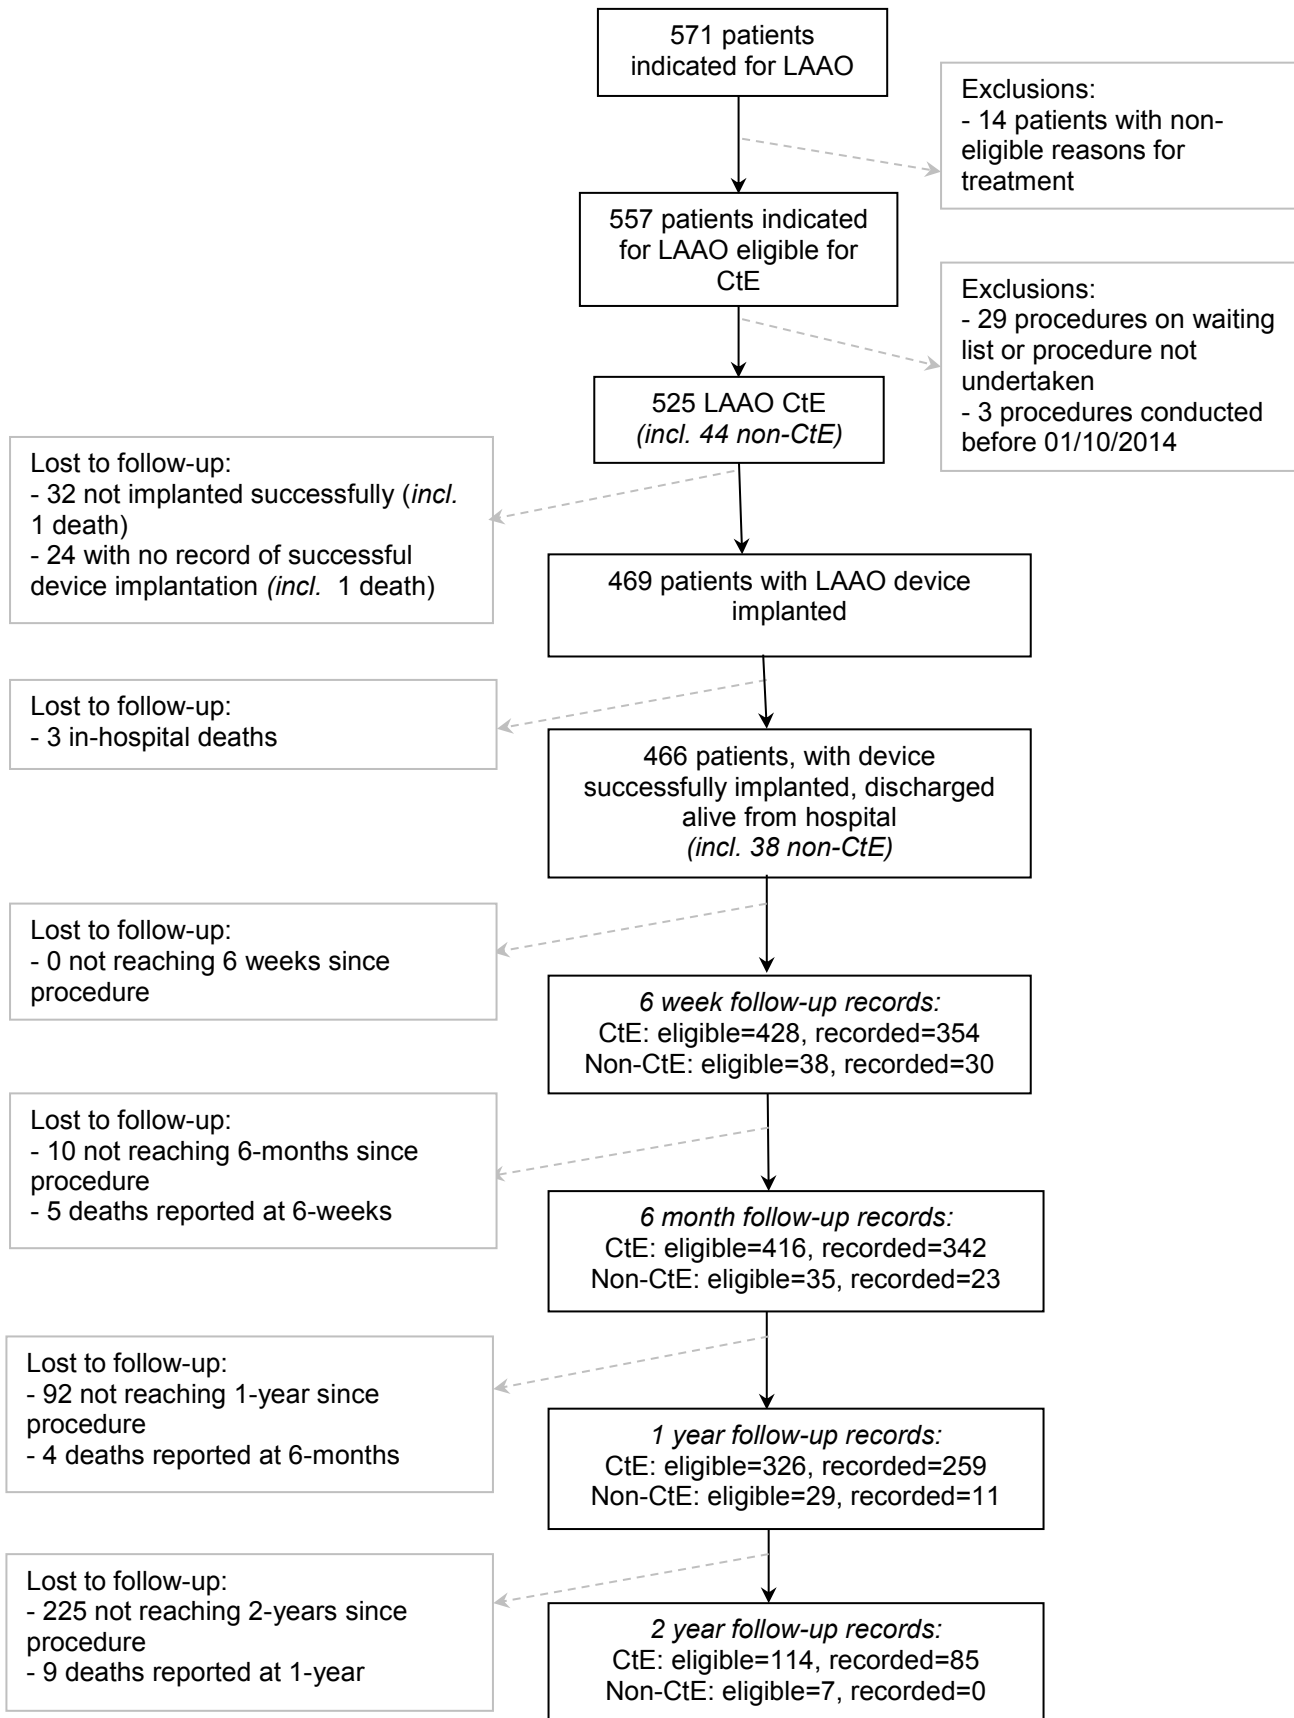 571 patients
indicated for LAAO
Exclusions:
- 14 patients with non-
eligible reasons for
treatment
557 patients indicated
for LAAO eligible for
CtE
Exclusions:
- 29 procedures on waiting
list or procedure not
undertaken
- 3 procedures conducted
before 01/10/2014
525 LAAO CtE
(incl. 44 non-CtE)
Lost to follow-up:
- 32 not implanted successfully (incl.
1 death)
- 24 with no record of successful
device implantation (incl. 1 death)
469 patients with LAAO device
implanted
Lost to follow-up:
- 3 in-hospital deaths
466 patients, with device
successfully implanted, discharged
alive from hospital
(incl. 38 non-CtE)
Lost to follow-up:
- 0 not reaching 6 weeks since
procedure
6 week follow-up records:
CtE: eligible=428, recorded=354
Non-CtE: eligible=38, recorded=30
Lost to follow-up:
- 10 not reaching 6-months since
procedure
- 5 deaths reported at 6-weeks
6 month follow-up records:
CtE: eligible=416, recorded=342
Non-CtE: eligible=35, recorded=23
Lost to follow-up:
- 92 not reaching 1-year since
procedure
- 4 deaths reported at 6-months
1 year follow-up records:
CtE: eligible=326, recorded=259
Non-CtE: eligible=29, recorded=11
Lost to follow-up:
- 225 not reaching 2-years since
procedure
- 9 deaths reported at 1-year
2 year follow-up records:
CtE: eligible=114, recorded=85
Non-CtE: eligible=7, recorded=0